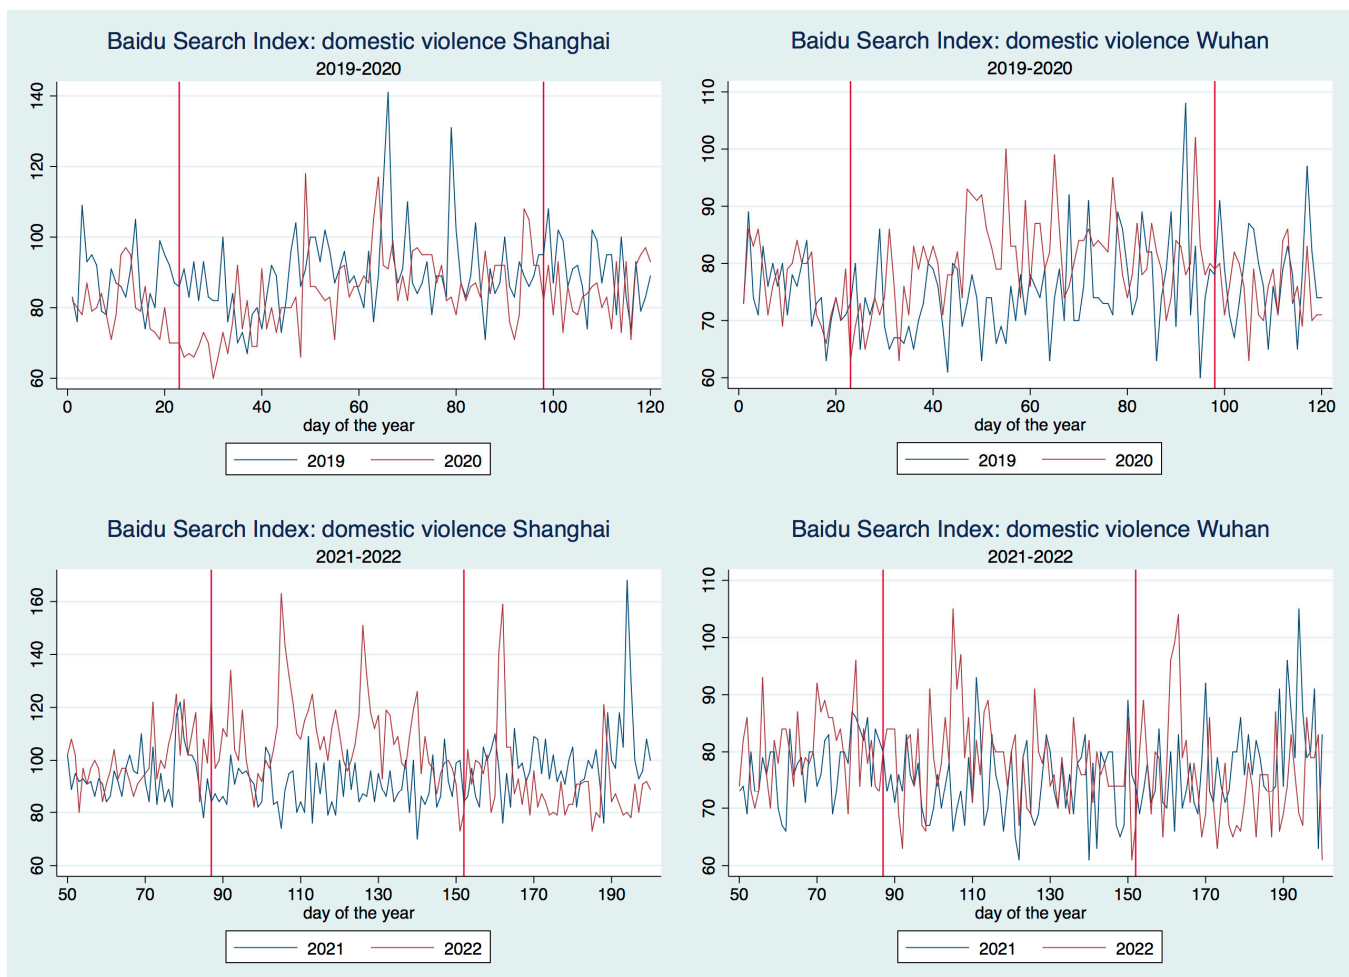 Baidu Search Index: domestic violence Shanghai
2019-2020
140
120
100
80
60
0 20 40 60 80 100 120
day of the year
2019 2020
Baidu Search Index: domestic violence Wuhan
2019-2020
110
100
90
80
70
60
0 20 40 60 80 100 120
day of the year
2019 2020
Baidu Search Index: domestic violence Shanghai
2021-2022
160
140
120
100
80
60
50 70 90 110 130 150 170 190
day of the year
2021 2022
Baidu Search Index: domestic violence Wuhan
2021-2022
110
100
90
80
70
60
50 70 90 110 130 150 170 190
day of the year
2021 2022